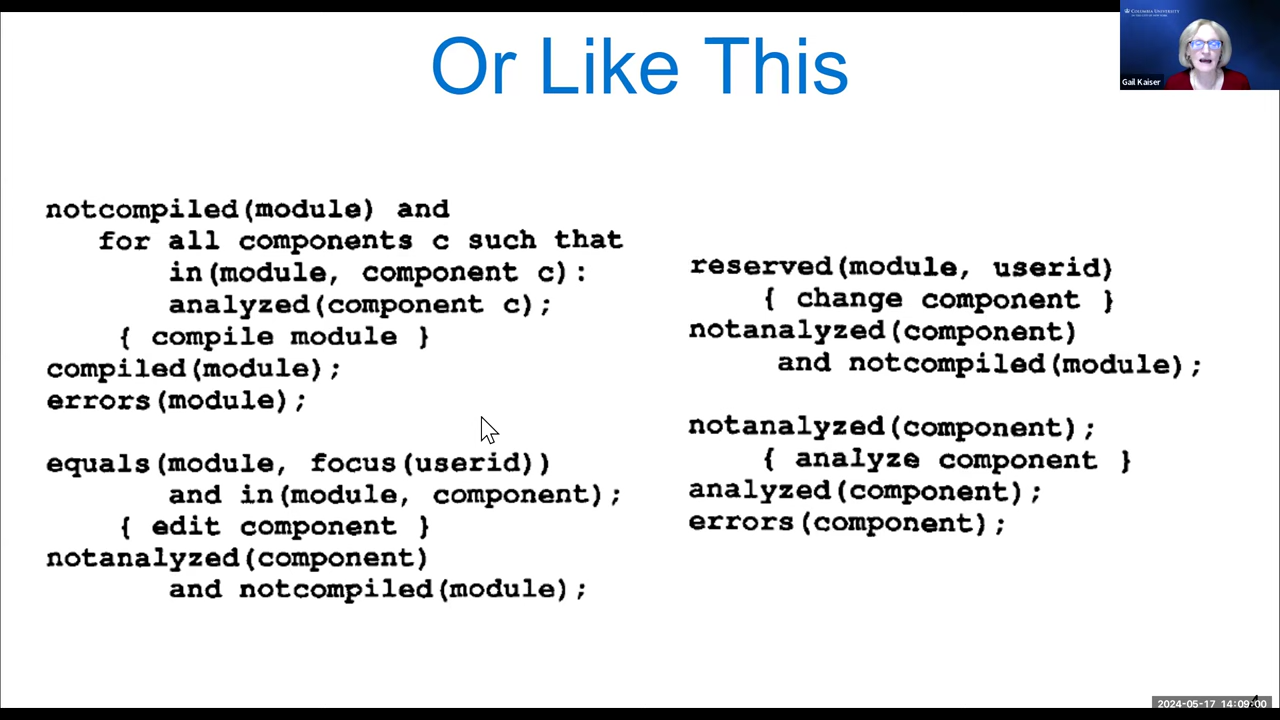 Or Like This
notcompiled(module) and
for all components c such that
in(module, component c):
analyzed(component c);
{ compile module }
compiled(module);
errors(module);
equals(module, focus(userid))
and in(module, component);
{ edit component }
notanalyzed(component)
and notcompiled(module);
reserved(module, userid)
{ change component }
notanalyzed(component)
and notcompiled(module);
notanalyzed(component);
{ analyze component }
analyzed(component);
errors(component);
COLUMBIA UNIVERSITY
Gail Kaiser
4
2024-05-17 14:09:00